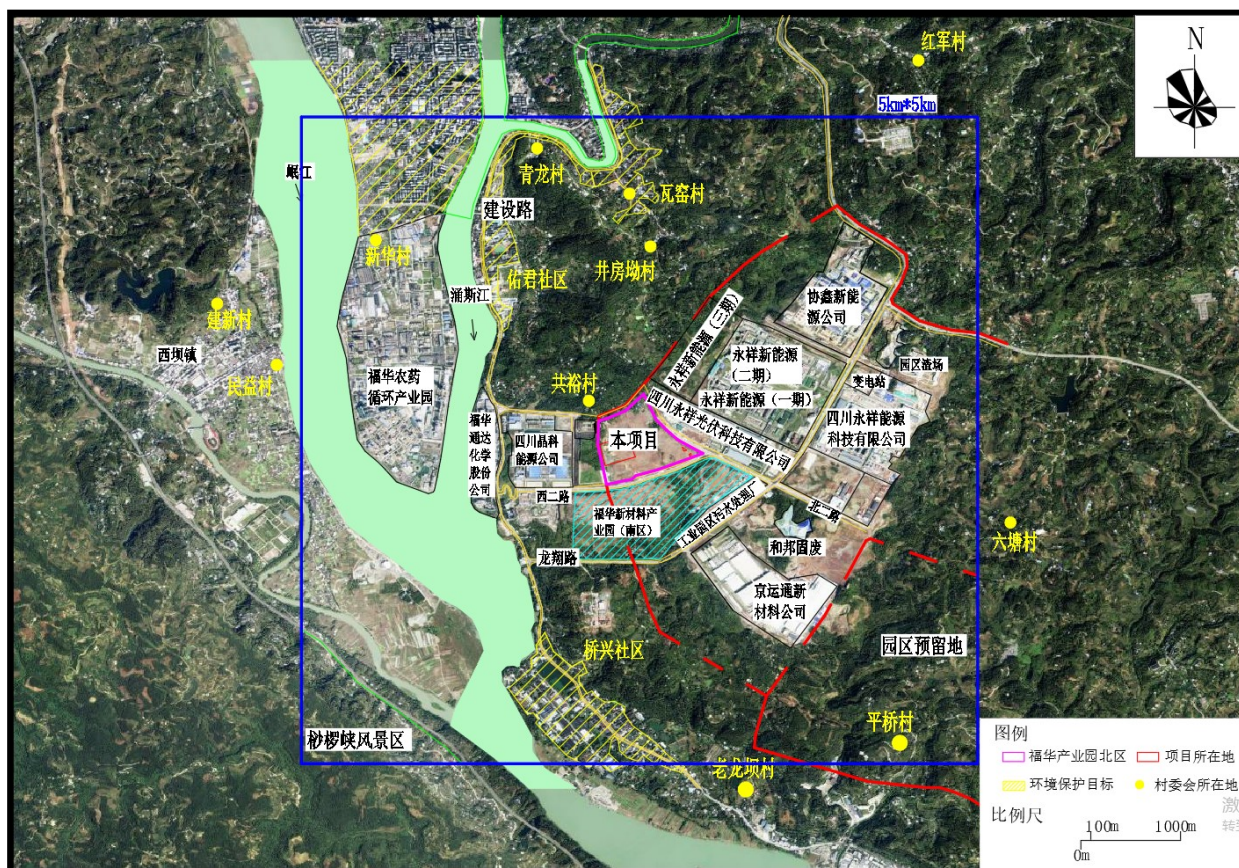 N
红军村
5km*5km
岷江
青龙村
瓦窑村
建设路
新华村
井房坳村
佑君社区
涌斯江
建新村
西坝镇
民益村
协鑫新能
源公司
永祥新能源（三期）
永祥新能源
（二期）
园区渣场
变电站
福华农药
循环产业园
共裕村
永祥新能源（一期）
四川永祥光伏科技有限公司
四川永祥能源
科技有限公司
福华
通达
化学
股份
公司
四川晶科
能源公司
本项目
西二路
福华新材料产
业园（南区）
工业园区污水处理厂
北二路
和邦固废
六塘村
龙翔路
京运通新
材料公司
桥兴社区
园区预留地
桫椤峡风景区
平桥村
老龙坝村
图例
福华产业园北区
项目所在地
环境保护目标
村委会所在地
比例尺
100m
1000m
0m
激
转到